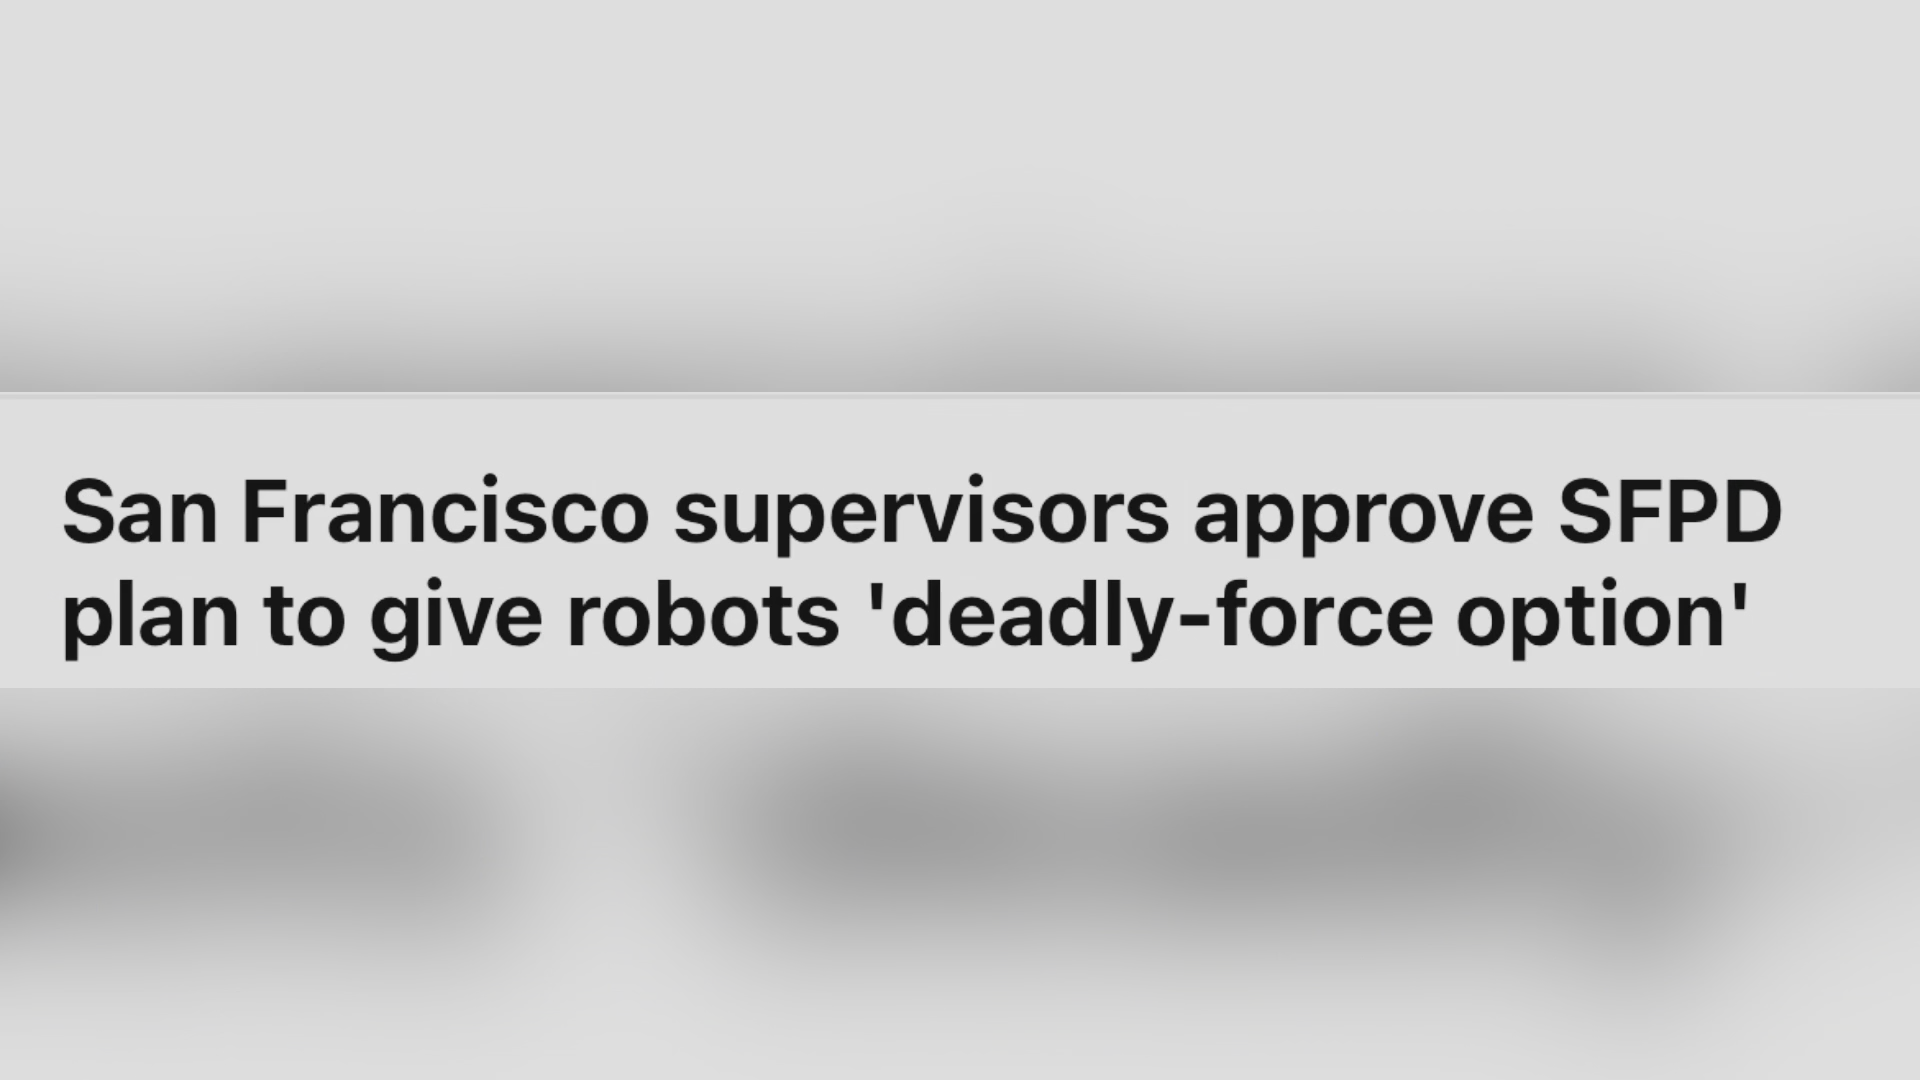 San Francisco supervisors approve SFPD
plan to give robots 'deadly-force option'